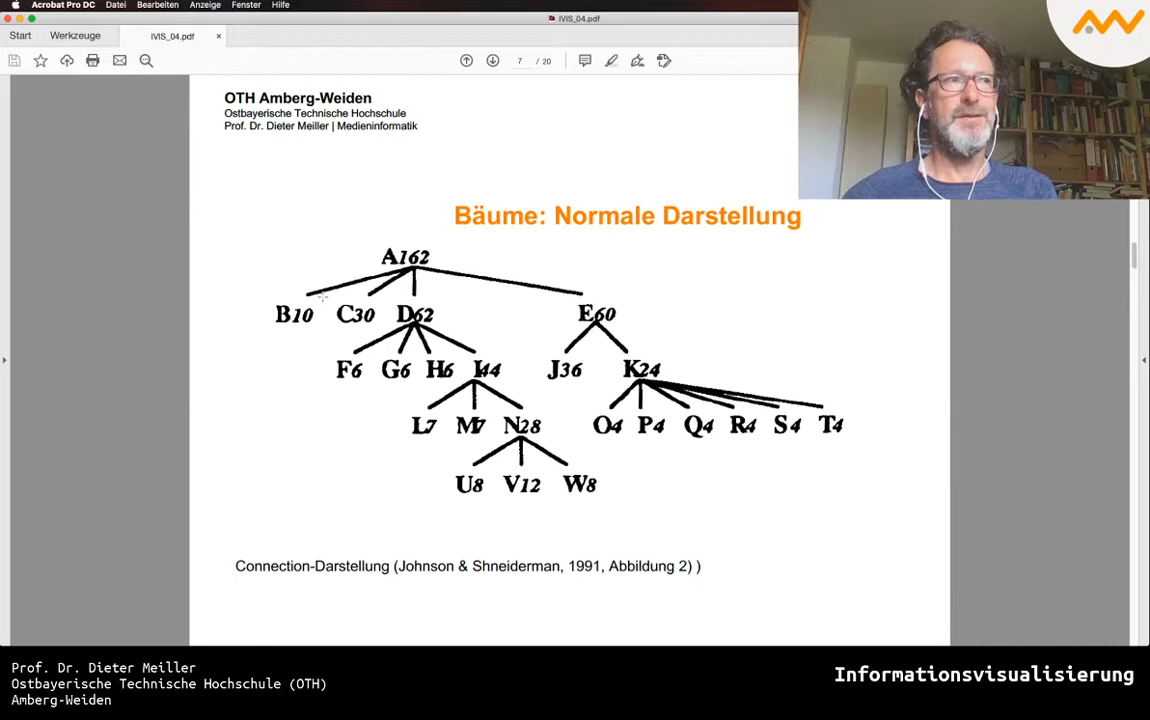 Acrobat Pro DC Datei Bearbeiten Anzeige Fenster Hilfe
IVIS_04.pdf
Start Werkzeuge IVIS_04.pdf ×
7 / 20
OTH Amberg-Weiden
Ostbayerische Technische Hochschule
Prof. Dr. Dieter Meiller | Medieninformatik
Bäume: Normale Darstellung
A162
B10 C30 D62 E60
F6 G6 H6 I44 J36 K24
L7 M7 N28 O4 P4 Q4 R4 S4 T4
U8 V12 W8
Connection-Darstellung (Johnson & Shneiderman, 1991, Abbildung 2) )
Prof. Dr. Dieter Meiller
Ostbayerische Technische Hochschule (OTH)
Amberg-Weiden
Informationsvisualisierung